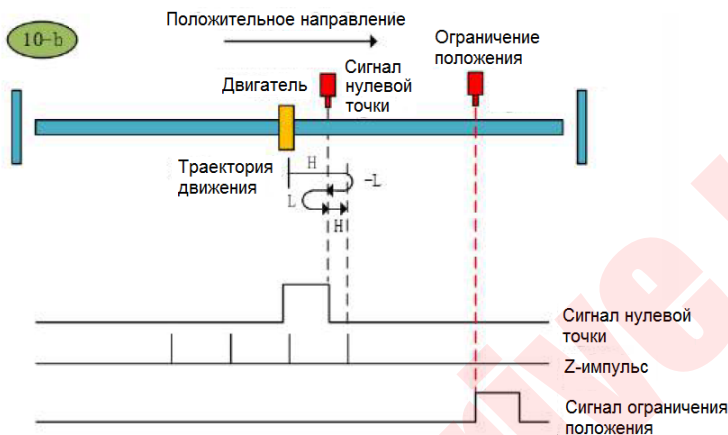 10-b
Положительное направление
Двигатель
Сигнал
нулевой
точки
Ограничение
положения
Траектория
движения
H
-L
L
H
Сигнал нулевой
точки
Z-импульс
Сигнал ограничения
положения